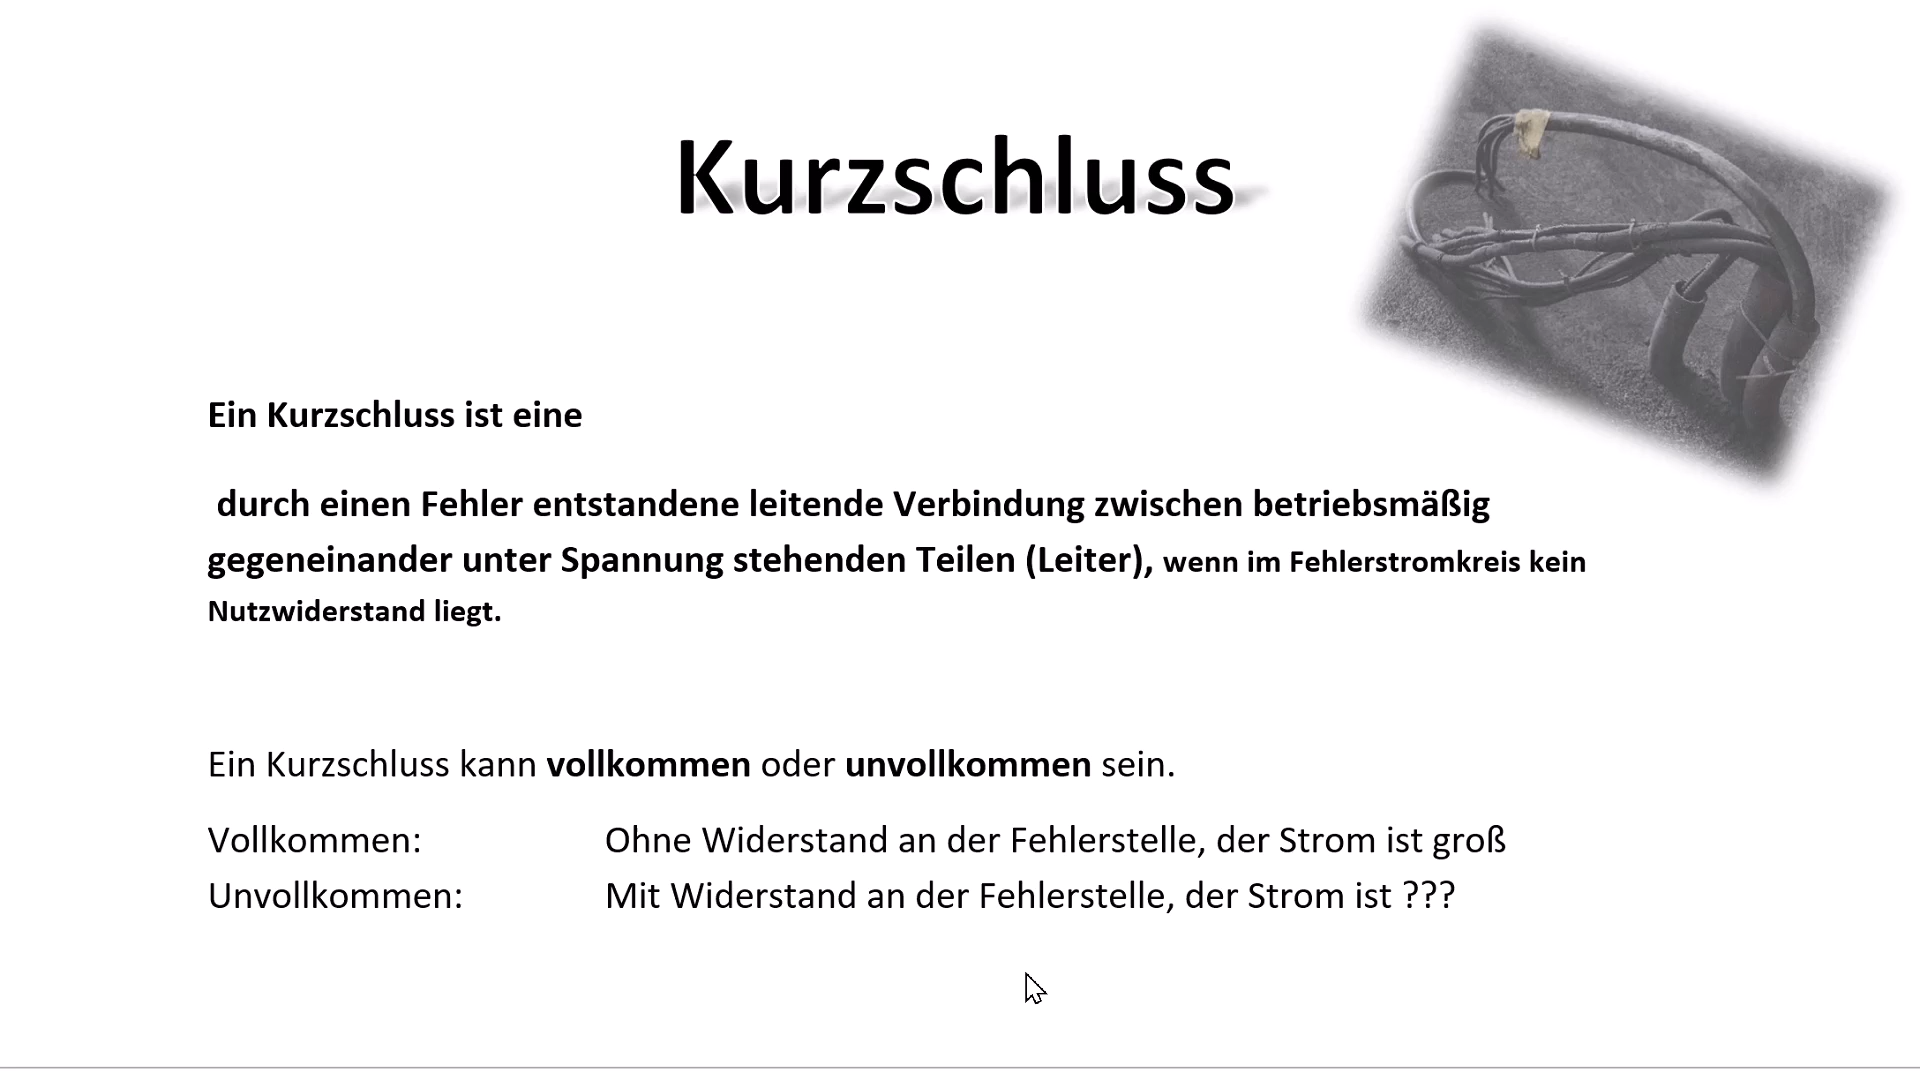 Kurzschluss
Ein Kurzschluss ist eine
durch einen Fehler entstandene leitende Verbindung zwischen betriebsmäßig
gegeneinander unter Spannung stehenden Teilen (Leiter), wenn im Fehlerstromkreis kein
Nutzwiderstand liegt.
Ein Kurzschluss kann vollkommen oder unvollkommen sein.
Vollkommen: Ohne Widerstand an der Fehlerstelle, der Strom ist groß
Unvollkommen: Mit Widerstand an der Fehlerstelle, der Strom ist ???